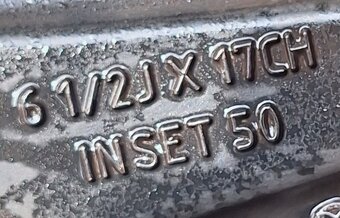 6 1/2J X 17CH
INSET 50